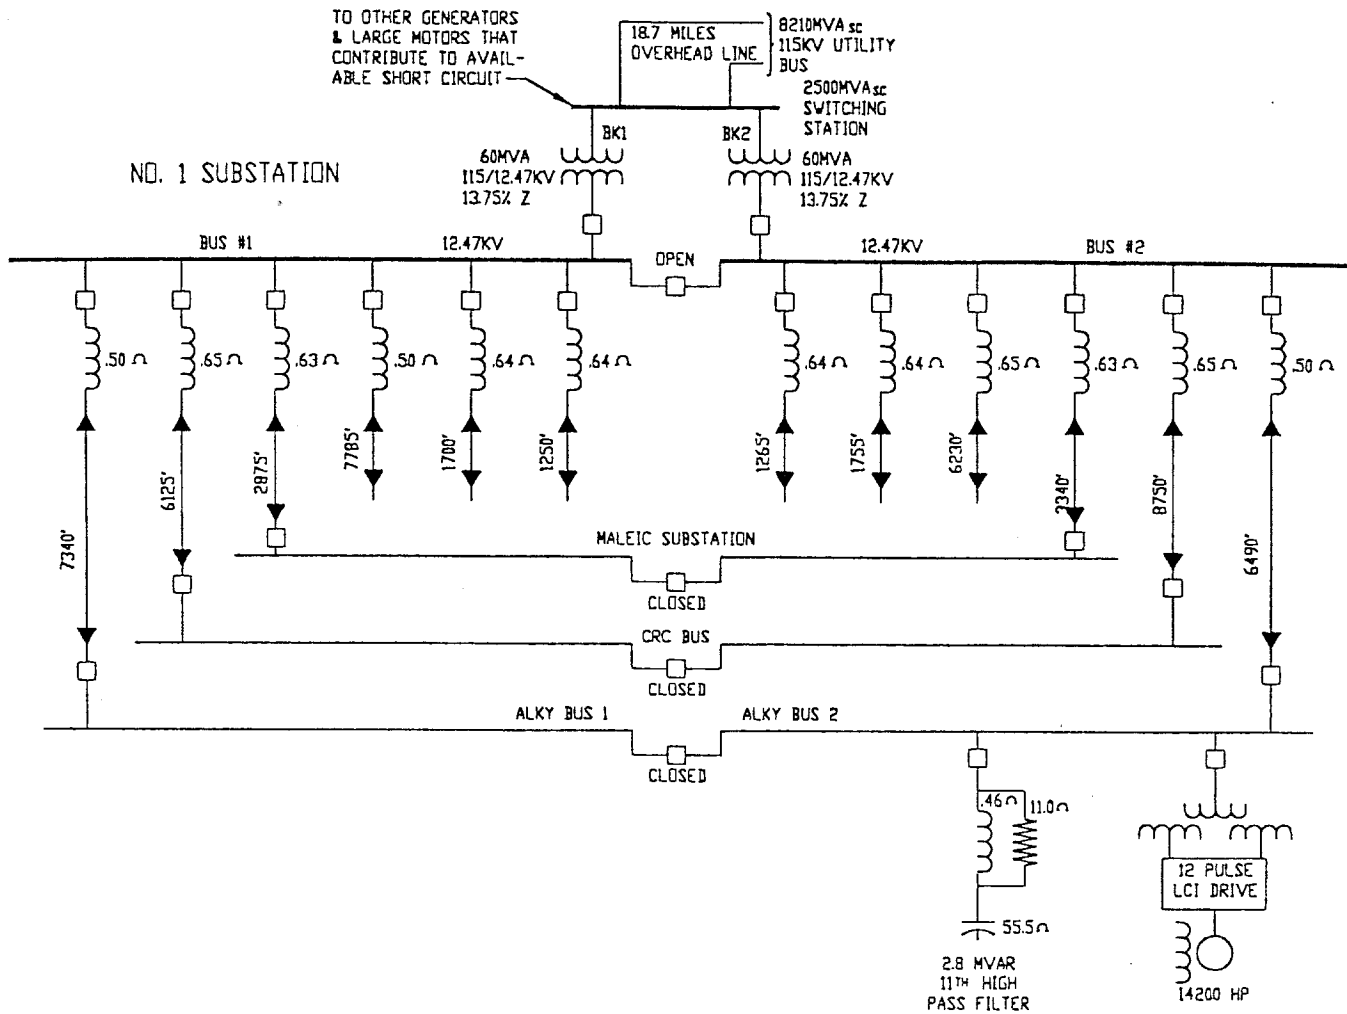 TO OTHER GENERATORS
& LARGE MOTORS THAT
CONTRIBUTE TO AVAIL-
ABLE SHORT CIRCUIT
18.7 MILES
OVERHEAD LINE
8210MVA sc
115KV UTILITY
BUS
2500MVA sc
SWITCHING
STATION
BK1
BK2
NO. 1 SUBSTATION
60MVA
115/12.47KV
13.75% Z
60MVA
115/12.47KV
13.75% Z
BUS #1
12.47KV
OPEN
12.47KV
BUS #2
.50 Ω
.65 Ω
.63 Ω
.50 Ω
.64 Ω
.64 Ω
.64 Ω
.64 Ω
.65 Ω
.63 Ω
.65 Ω
.50 Ω
7340'
6125'
2875'
7785'
1700'
1250'
1265'
1755'
6230'
3340'
8750'
6490'
MALEIC SUBSTATION
CLOSED
CRC BUS
CLOSED
ALKY BUS 1
ALKY BUS 2
CLOSED
.46 Ω
11.0 Ω
55.5 Ω
2.8 MVAR
11TH HIGH
PASS FILTER
12 PULSE
LCI DRIVE
14200 HP